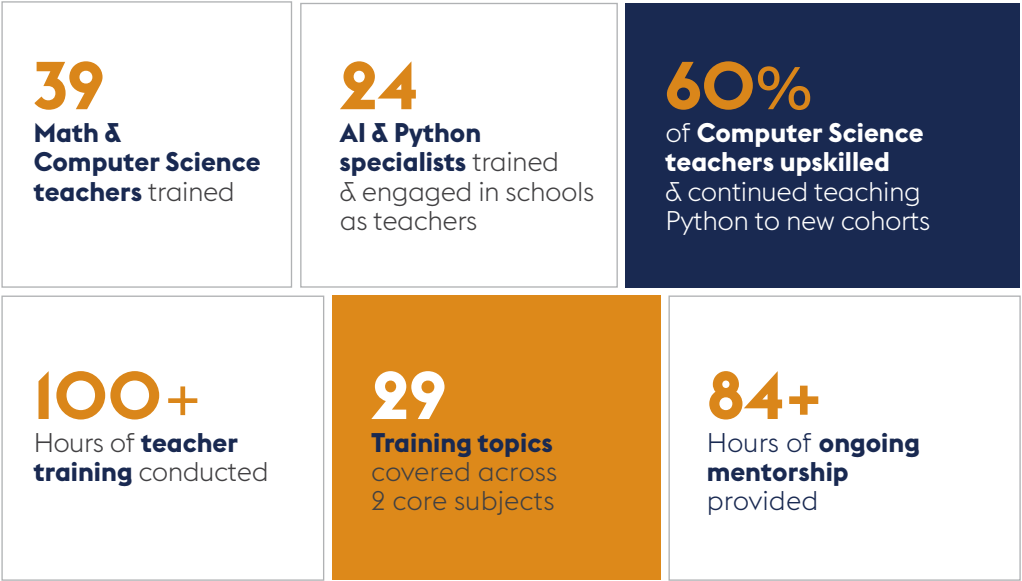 39
Math &
Computer Science
teachers trained
24
AI & Python
specialists trained
& engaged in schools
as teachers
60%
of Computer Science
teachers upskilled
& continued teaching
Python to new cohorts
100+
Hours of teacher
training conducted
29
Training topics
covered across
2 core subjects
84+
Hours of ongoing
mentorship
provided